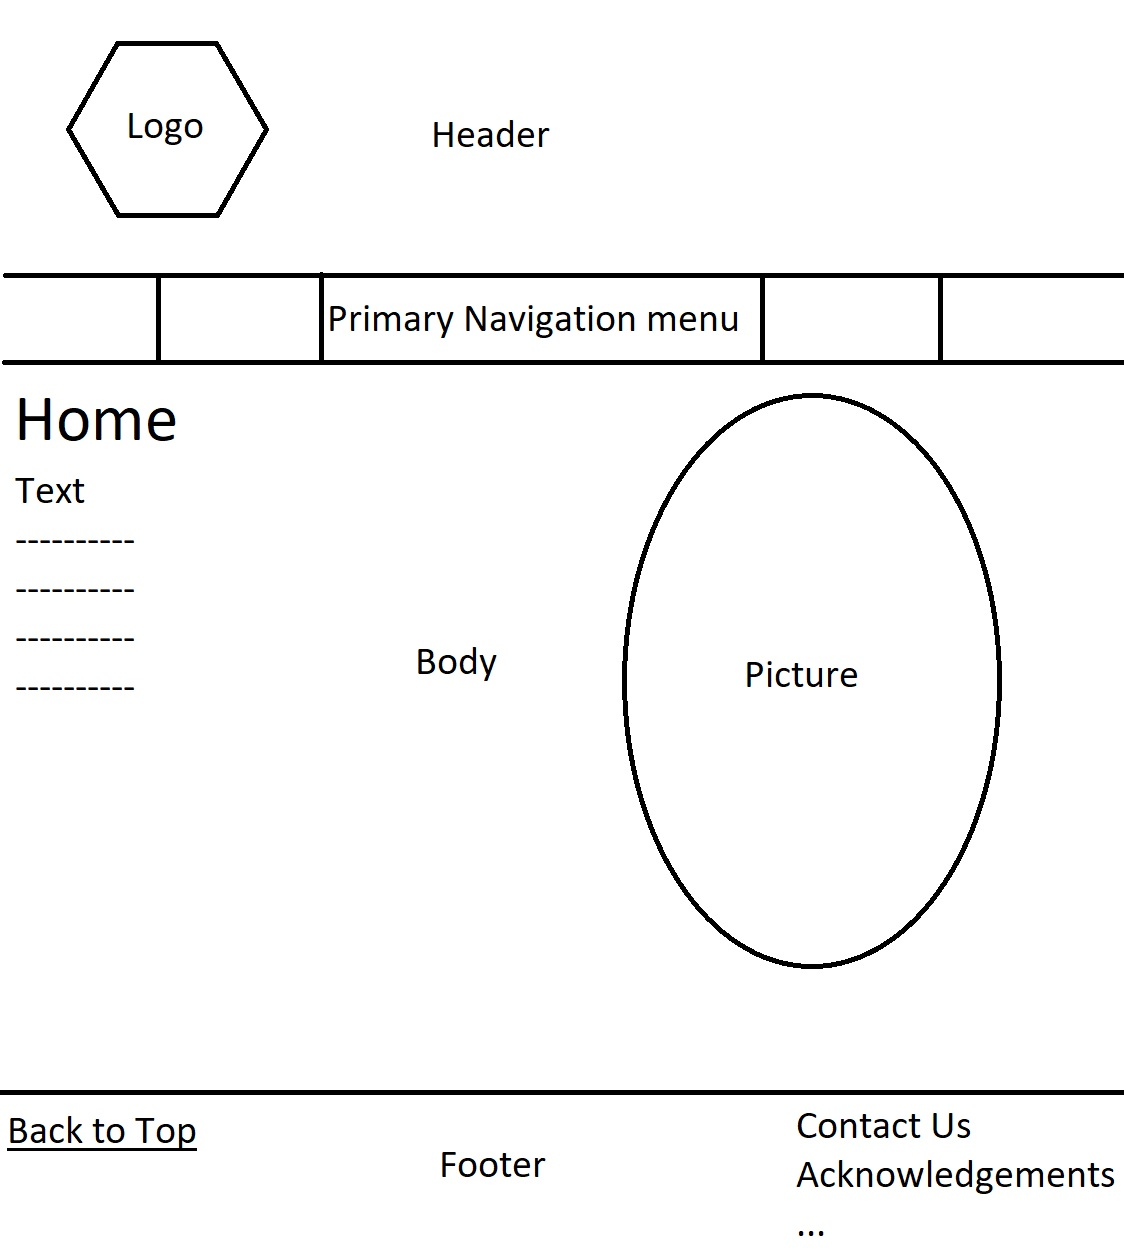 Logo
Header
Primary Navigation menu
Home
Text
----------
----------
----------
----------
Body
Picture
Back to Top
Footer
Contact Us
Acknowledgements
...